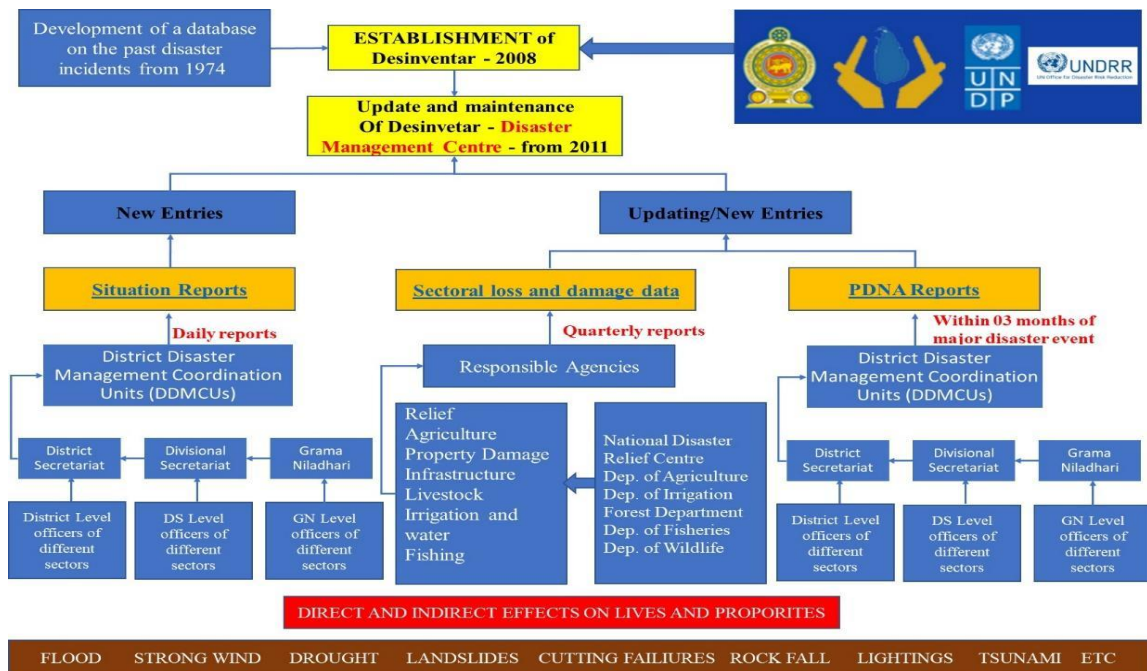 Development of a database
on the past disaster
incidents from 1974
ESTABLISHMENT of
Desinventar - 2008
UN
DP
UNDRR
UN Office for Disaster Risk Reduction
Update and maintenance
Of Desinvetar - Disaster
Management Centre - from 2011
New Entries
Updating/New Entries
Situation Reports
Sectoral loss and damage data
PDNA Reports
Daily reports
Quarterly reports
Within 03 months of
major disaster event
District Disaster
Management Coordination
Units (DDMCUs)
Responsible Agencies
District Disaster
Management Coordination
Units (DDMCUs)
District
Secretariat
Divisional
Secretariat
Grama
Niladhari
District Level
officers of
different
sectors
DS Level
officers of
different
sectors
GN Level
officers of
different
sectors
Relief
Agriculture
Property Damage
Infrastructure
Livestock
Irrigation and
water
Fishing
National Disaster
Relief Centre
Dep. of Agriculture
Dep. of Irrigation
Forest Department
Dep. of Fisheries
Dep. of Wildlife
District
Secretariat
Divisional
Secretariat
Grama
Niladhari
District Level
officers of
different
sectors
DS Level
officers of
different
sectors
GN Level
officers of
different
sectors
DIRECT AND INDIRECT EFFECTS ON LIVES AND PROPORITES
FLOOD STRONG WIND DROUGHT LANDSLIDES CUTTING FAILIURES ROCK FALL LIGHTINGS TSUNAMI ETC